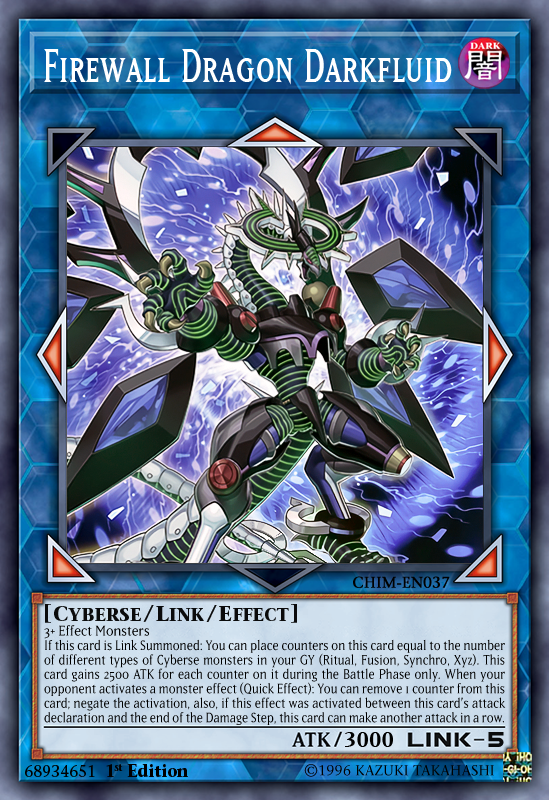 FIREWALL DRAGON DARKFLUID
DARK
闇
CHIM-EN037
[CYBERSE/LINK/EFFECT]
3+ Effect Monsters
If this card is Link Summoned: You can place counters on this card equal to the number
of different types of Cyberse monsters in your GY (Ritual, Fusion, Synchro, Xyz). This
card gains 2500 ATK for each counter on it during the Battle Phase only. When your
opponent activates a monster effect (Quick Effect): You can remove 1 counter from this
card; negate the activation, also, if this effect was activated between this card's attack
declaration and the end of the Damage Step, this card can make another attack in a row.
ATK/3000 LINK-5
68934651 1st Edition ©1996 KAZUKI TAKAHASHI